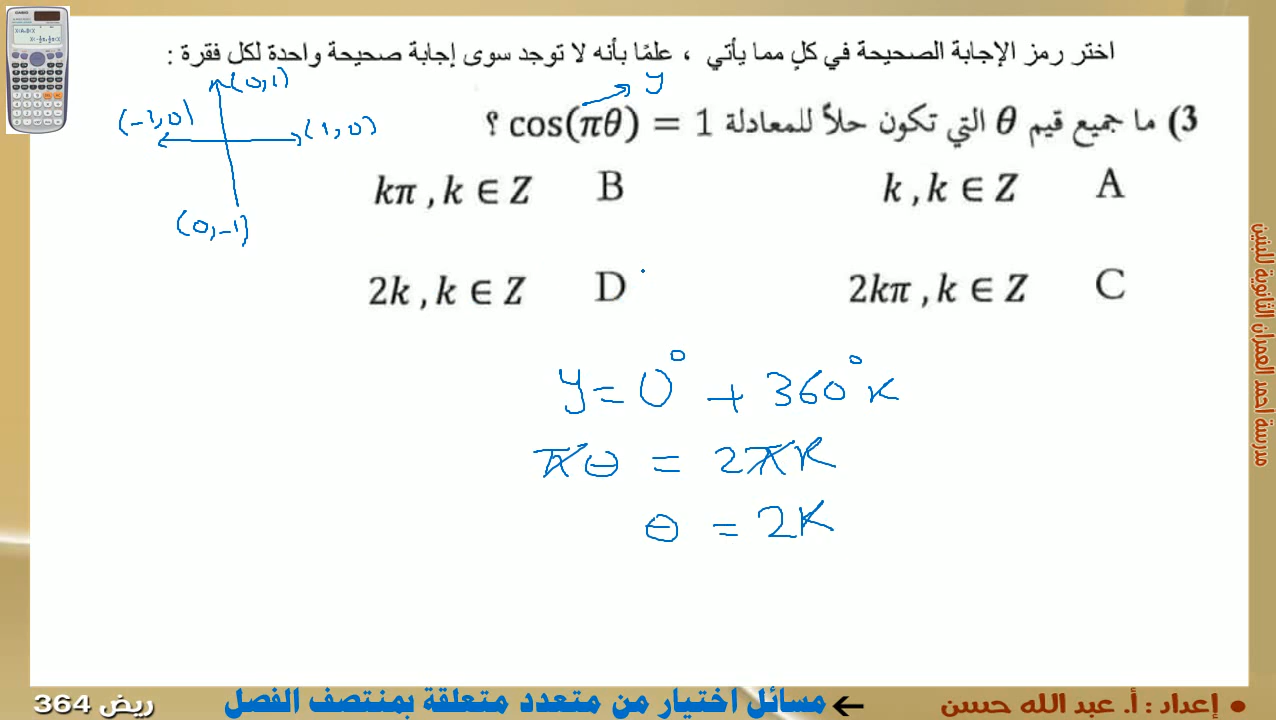 اختر رمز الإجابة الصحيحة في كلٍ مما يأتي ، علمًا بأنه لا توجد سوى إجابة صحيحة واحدة لكل فقرة :
(0,1)
y
(-1,0)
(1,0)
(0,-1)
3) ما جميع قيم θ التي تكون حلاً للمعادلة cos(πθ) = 1 ؟
A k , k ∈ Z
B kπ , k ∈ Z
C 2kπ , k ∈ Z
D 2k , k ∈ Z
y = 0° + 360° k
πθ = 2πk
θ = 2k
مدرسة احمد العمران الثانوية للبنين
• إعداد : أ. عبد الله حسن ← مسائل اختيار من متعدد متعلقة بمنتصف الفصل ريض 364